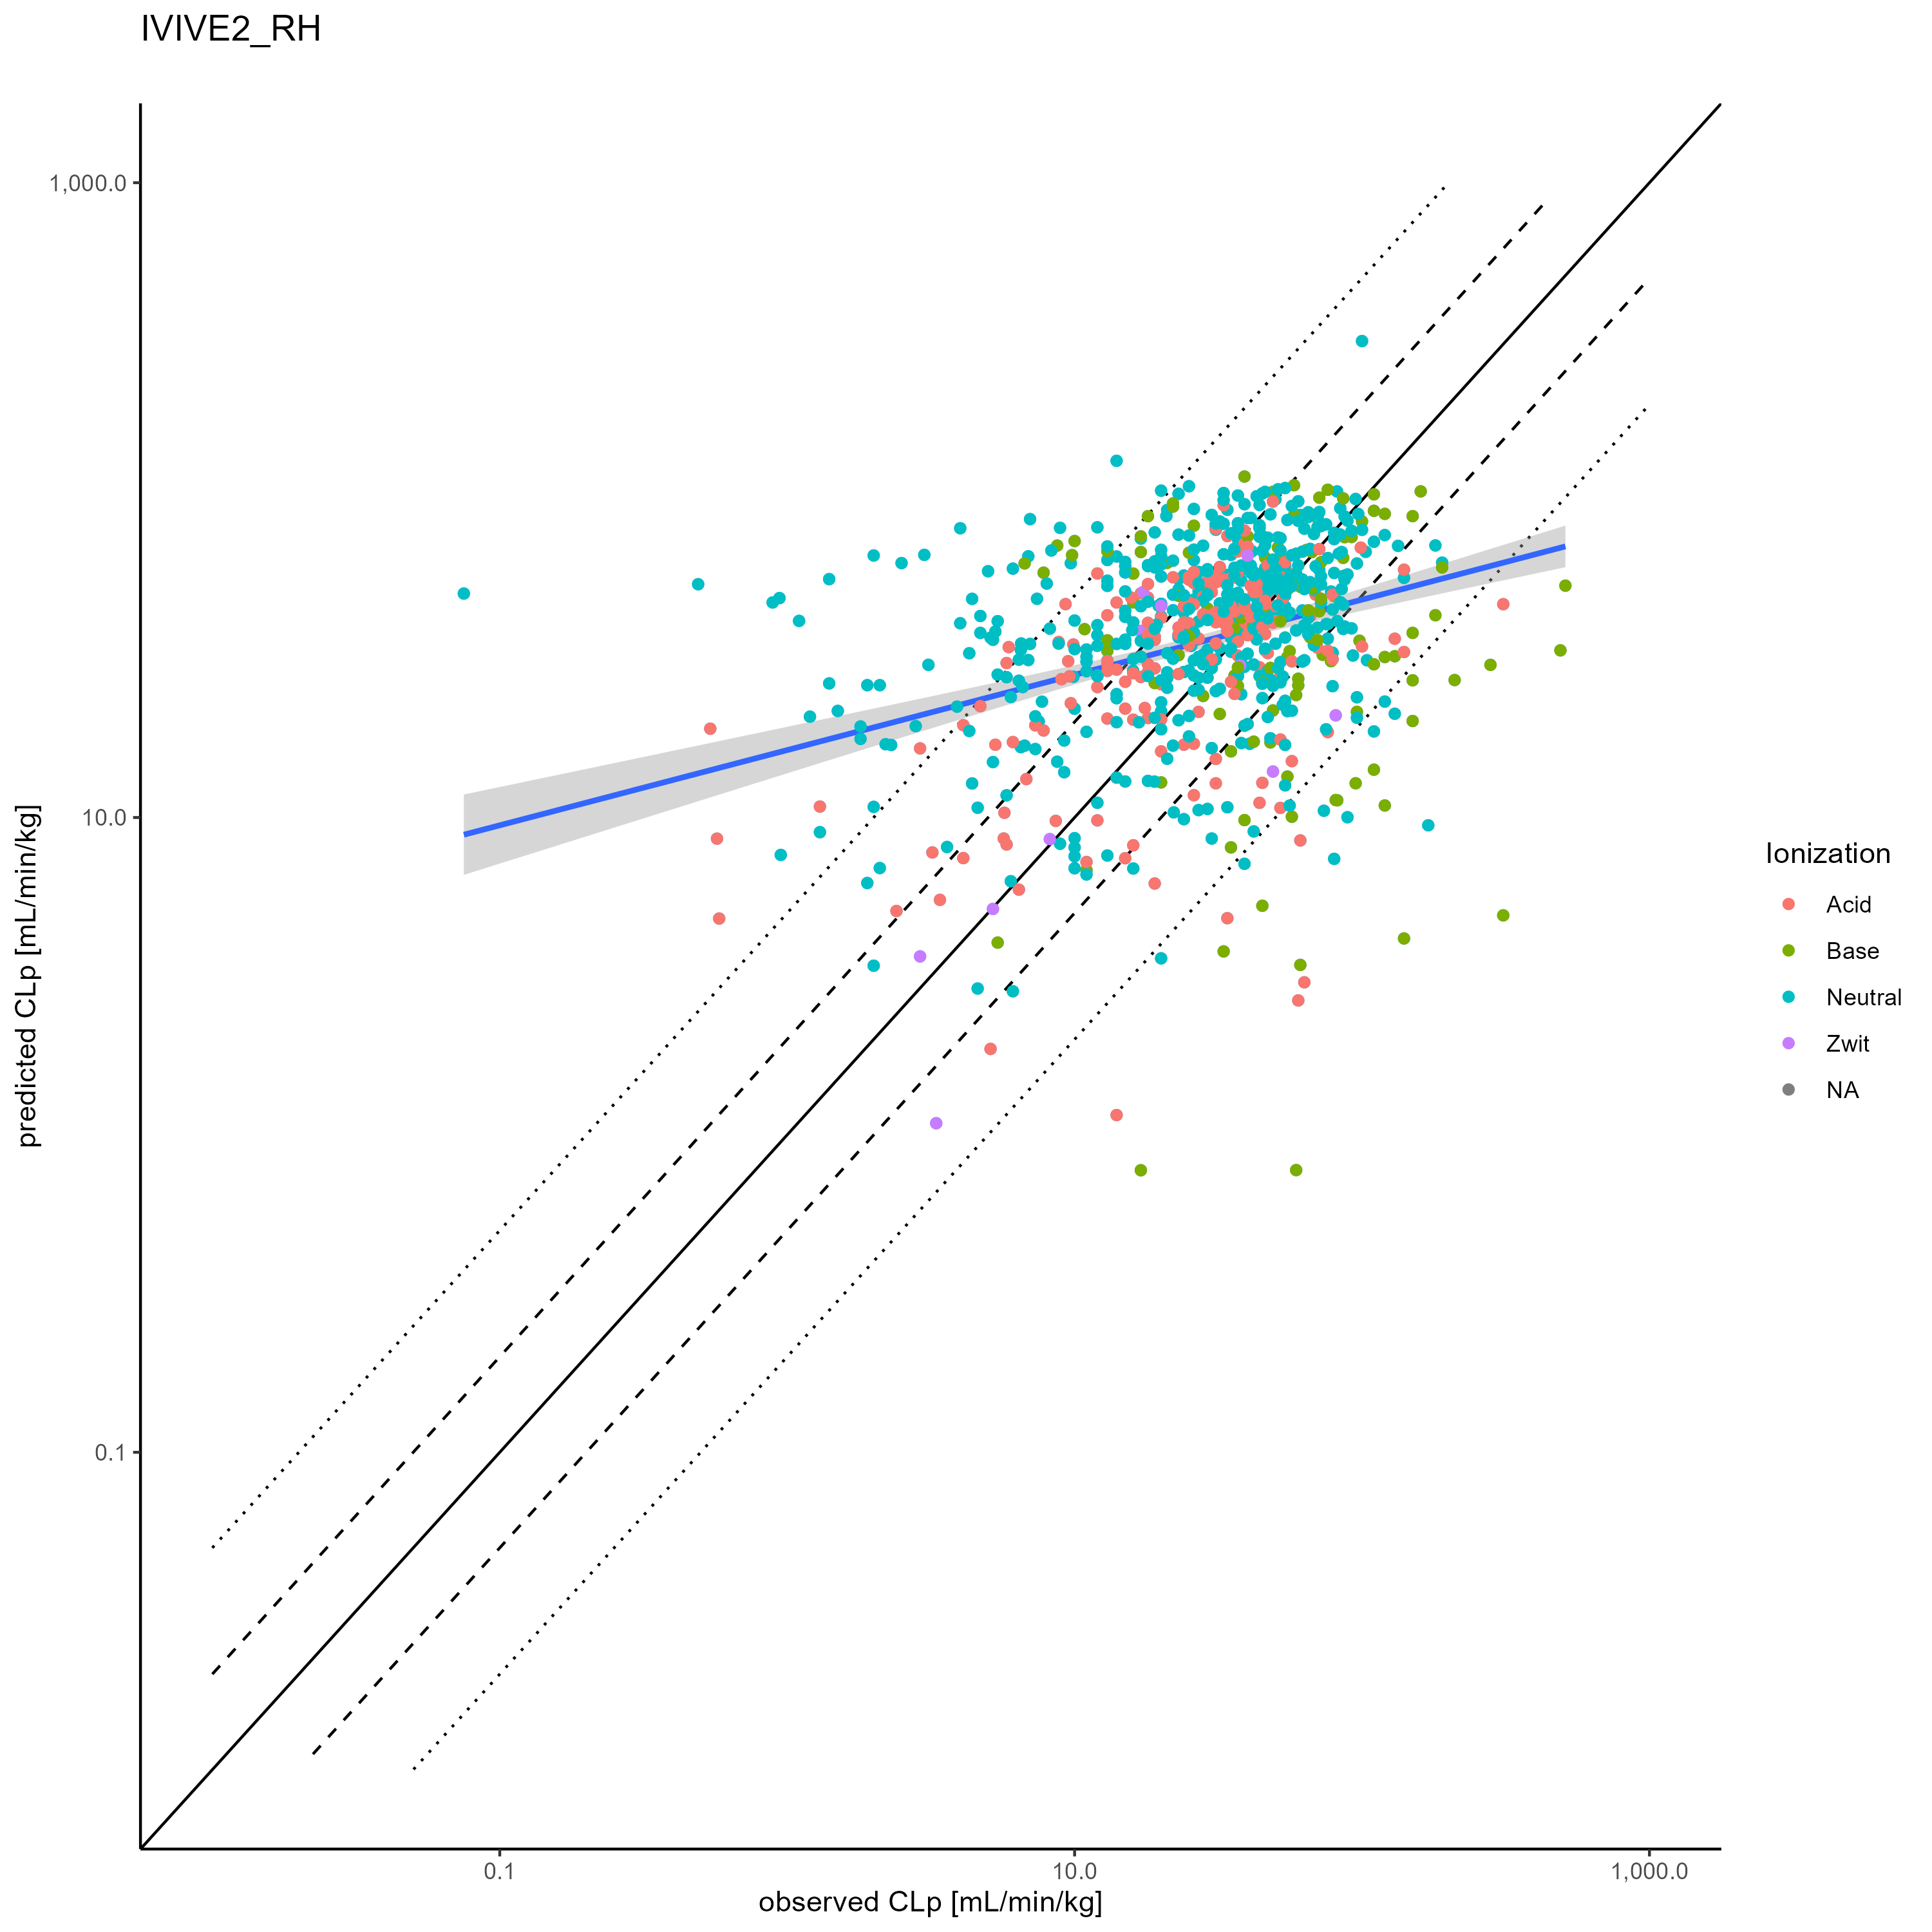 IVIVE2_RH
1,000.0
10.0
0.1
predicted CLp [mL/min/kg]
0.1
10.0
1,000.0
observed CLp [mL/min/kg]
Ionization
Acid
Base
Neutral
Zwit
NA